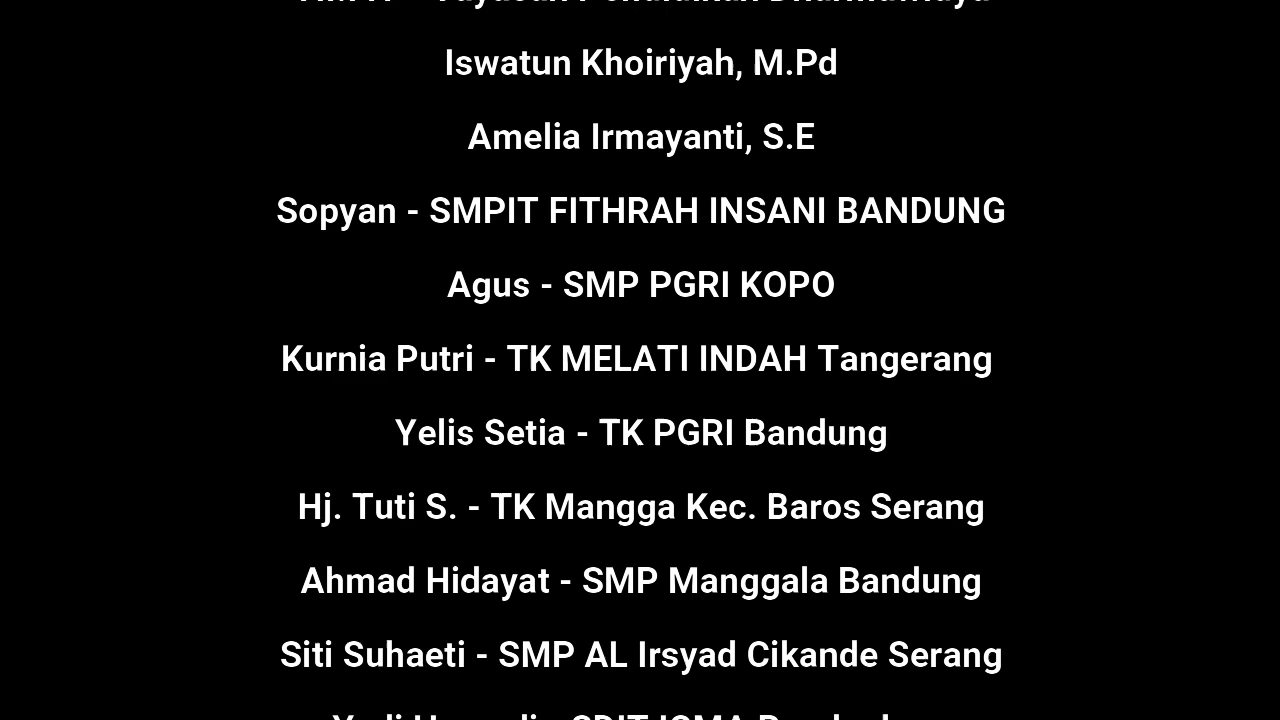 Iswatun Khoiriyah, M.Pd
Amelia Irmayanti, S.E
Sopyan - SMPIT FITHRAH INSANI BANDUNG
Agus - SMP PGRI KOPO
Kurnia Putri - TK MELATI INDAH Tangerang
Yelis Setia - TK PGRI Bandung
Hj. Tuti S. - TK Mangga Kec. Baros Serang
Ahmad Hidayat - SMP Manggala Bandung
Siti Suhaeti - SMP AL Irsyad Cikande Serang